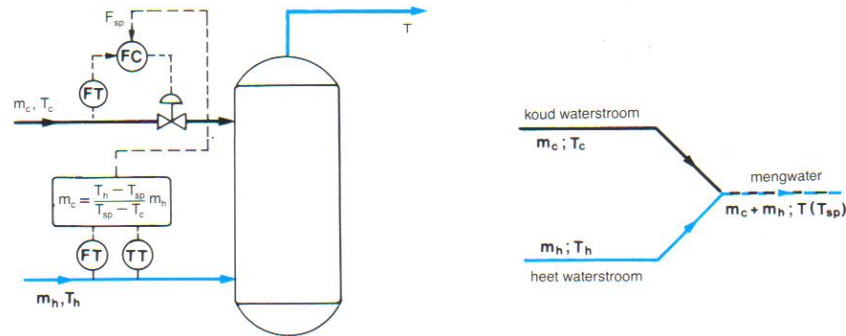 F_sp
T
FC
FT
m_c, T_c
m_c = (T_h − T_sp)/(T_sp − T_c) m_h
FT
TT
m_h, T_h
koud waterstroom
m_c ; T_c
mengwater
m_c + m_h ; T (T_sp)
m_h ; T_h
heet waterstroom